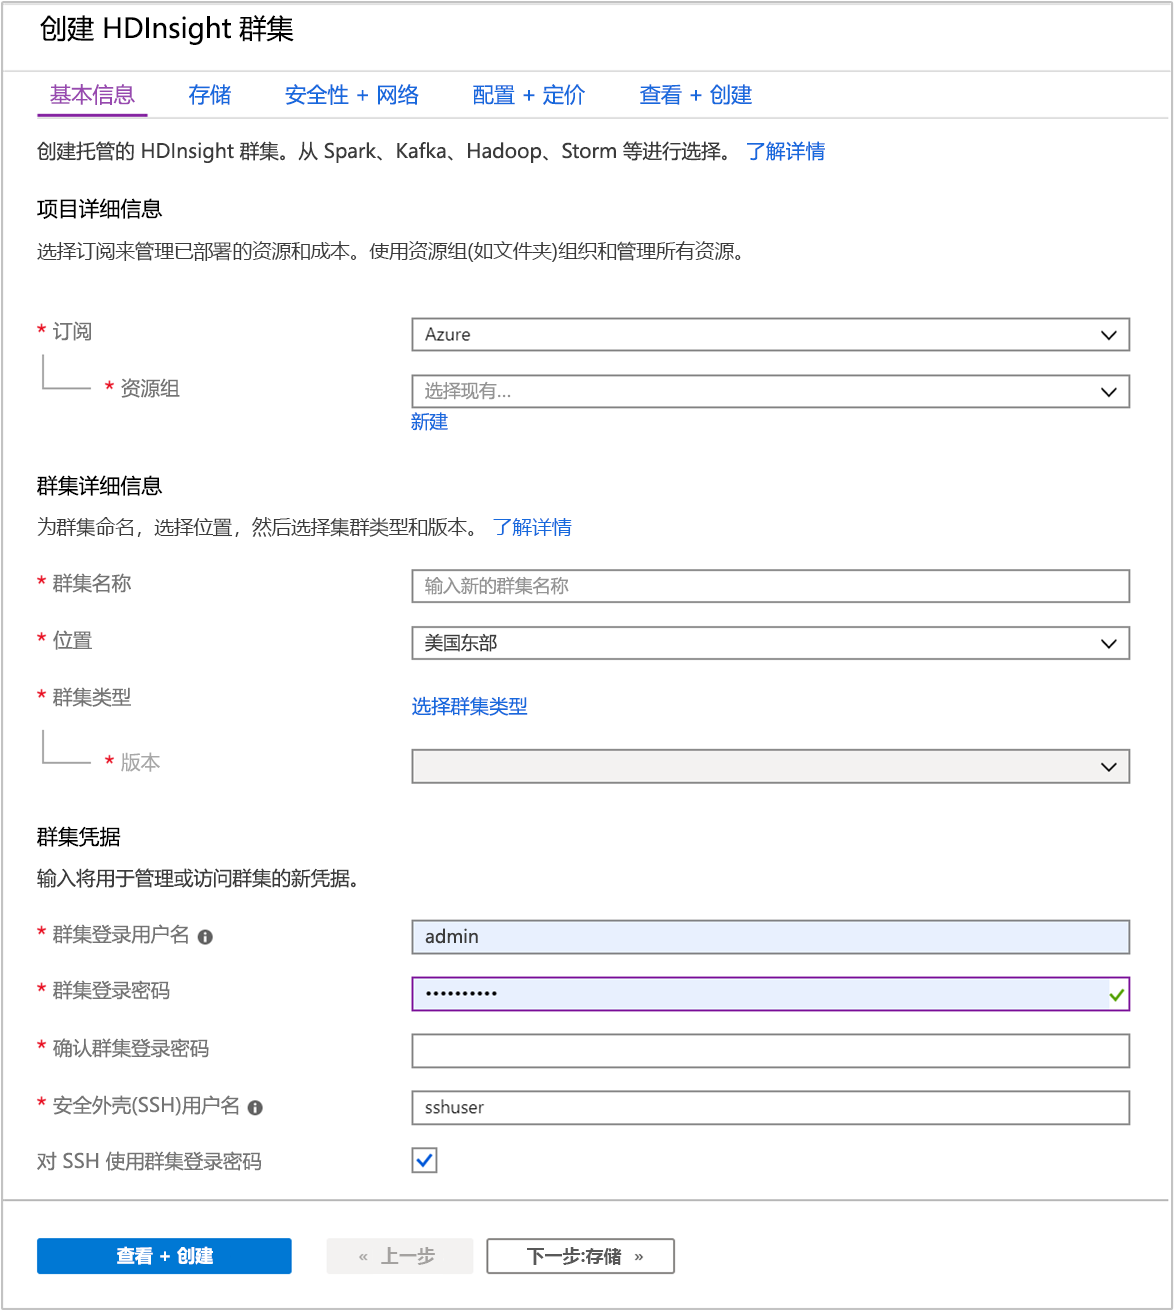 创建 HDInsight 群集
基本信息 存储 安全性 + 网络 配置 + 定价 查看 + 创建
创建托管的 HDInsight 群集。从 Spark、Kafka、Hadoop、Storm 等进行选择。 了解详情
项目详细信息
选择订阅来管理已部署的资源和成本。使用资源组(如文件夹)组织和管理所有资源。
* 订阅 Azure
* 资源组 选择现有...
新建
群集详细信息
为群集命名，选择位置，然后选择集群类型和版本。 了解详情
* 群集名称 输入新的群集名称
* 位置 美国东部
* 群集类型 选择群集类型
* 版本
群集凭据
输入将用于管理或访问群集的新凭据。
* 群集登录用户名 admin
* 群集登录密码 ••••••••••
* 确认群集登录密码
* 安全外壳(SSH)用户名 sshuser
对 SSH 使用群集登录密码
查看 + 创建 « 上一步 下一步:存储 »